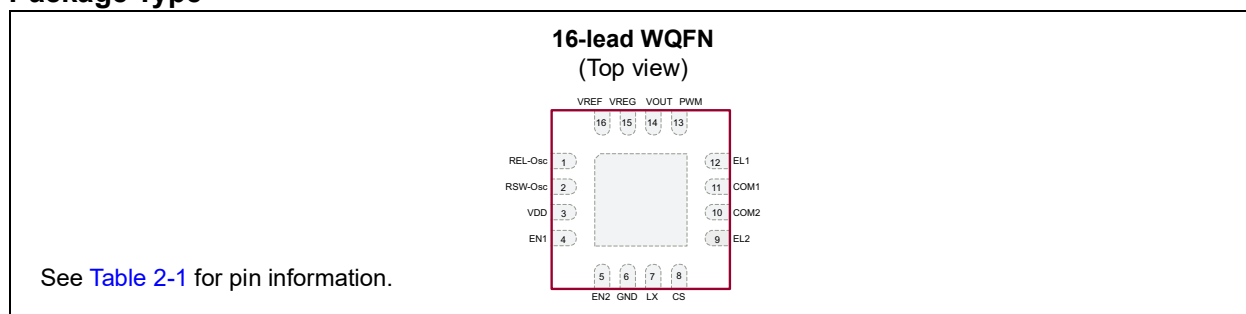 Package Type
16-lead WQFN
(Top view)
VREF VREG VOUT PWM
16 15 14 13
REL-Osc 1
12 EL1
RSW-Osc 2
11 COM1
VDD 3
10 COM2
EN1 4
9 EL2
5 6 7 8
EN2 GND LX CS
See Table 2-1 for pin information.